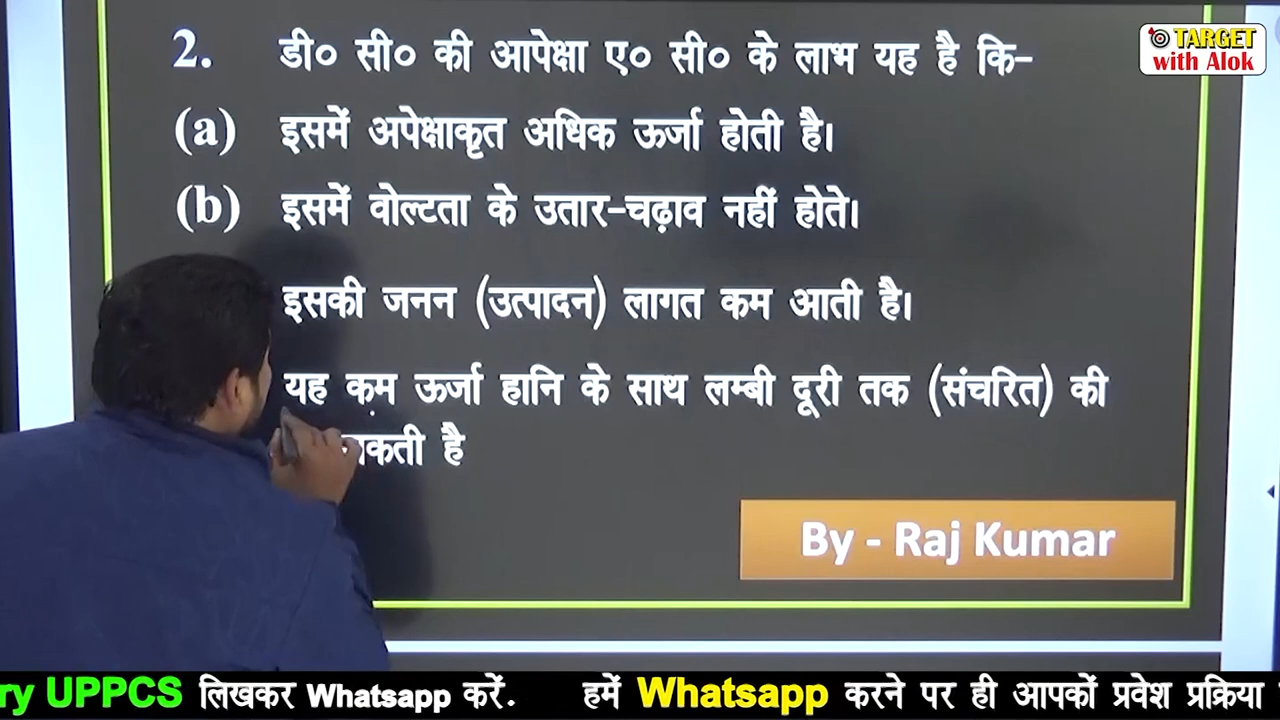 TARGET
with Alok
2. डी० सी० की आपेक्षा ए० सी० के लाभ यह है कि–
(a) इसमें अपेक्षाकृत अधिक ऊर्जा होती है।
(b) इसमें वोल्टता के उतार-चढ़ाव नहीं होते।
इसकी जनन (उत्पादन) लागत कम आती है।
यह कम ऊर्जा हानि के साथ लम्बी दूरी तक (संचरित) की
है
By - Raj Kumar
UPPCS लिखकर Whatsapp करें. हमें Whatsapp करने पर ही आपकों प्रवेश प्रक्रिया